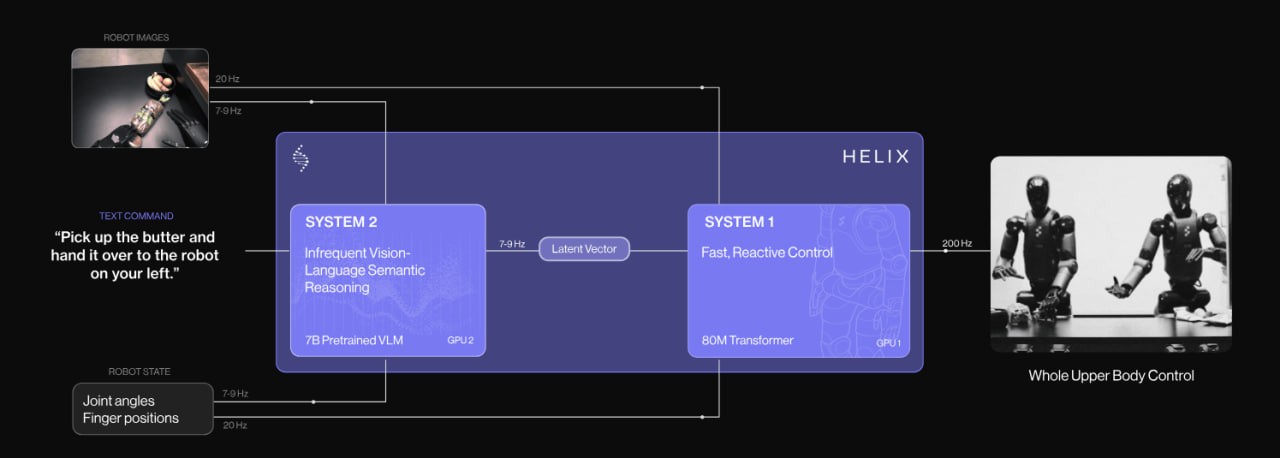 ROBOT IMAGES
20 Hz
7-9 Hz
HELIX
TEXT COMMAND
“Pick up the butter and
hand it over to the robot
on your left.”
SYSTEM 2
Infrequent Vision-
Language Semantic
Reasoning
7B Pretrained VLM
GPU 2
7-9 Hz
Latent Vector
SYSTEM 1
Fast, Reactive Control
80M Transformer
GPU 1
200 Hz
Whole Upper Body Control
ROBOT STATE
Joint angles
Finger positions
7-9 Hz
20 Hz